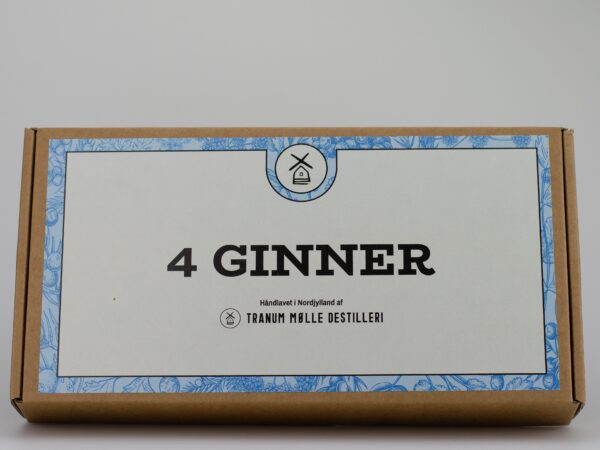 4 GINNER
Håndlavet i Nordjylland af
TRANUM MØLLE DESTILLERI